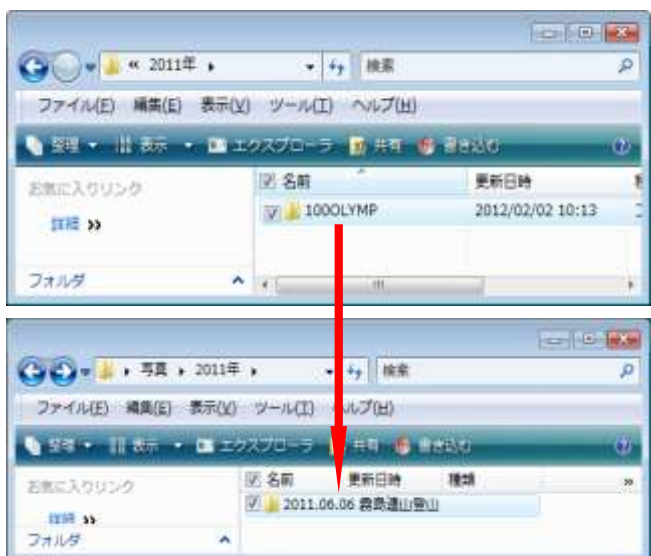 « 2011年 ▸ 検索
ファイル(F) 編集(E) 表示(V) ツール(T) ヘルプ(H)
整理 表示 エクスプローラ 共有 書き込む
お気に入りリンク
詳細 »
フォルダ
名前 更新日時
100OLYMP 2012/02/02 10:13
▸ 写真 ▸ 2011年 ▸ 検索
ファイル(F) 編集(E) 表示(V) ツール(T) ヘルプ(H)
整理 表示 エクスプローラ 共有 書き込む
お気に入りリンク
詳細 »
フォルダ
名前 更新日時 種類 »
2011.06.06 霧島連山登山